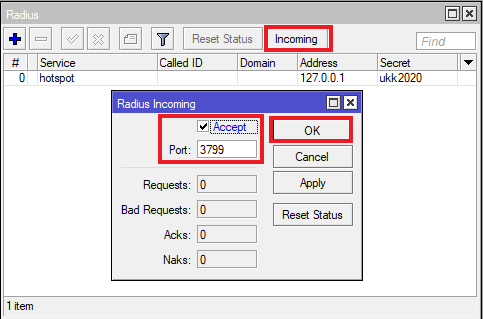 Radius
Reset Status Incoming Find
# Service Called ID Domain Address Secret
0 hotspot 127.0.0.1 ukk2020
Radius Incoming
Accept OK
Port: 3799
Cancel
Requests: 0 Apply
Bad Requests: 0 Reset Status
Acks: 0
Naks: 0
1 item